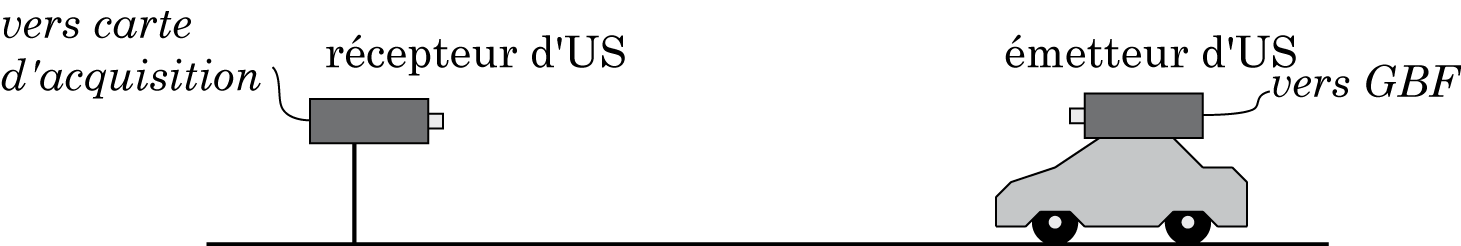 vers carte
d'acquisition
récepteur d'US
émetteur d'US
vers GBF